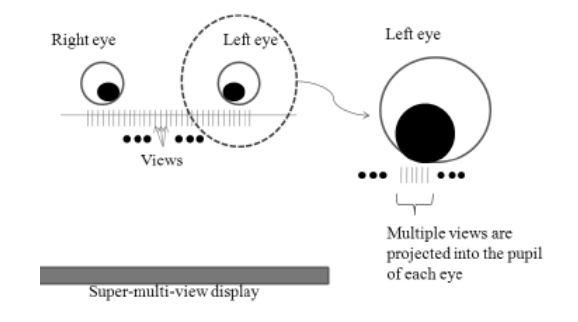 Right eye
Left eye
Left eye
Views
Multiple views are
projected into the pupil
of each eye
Super-multi-view display